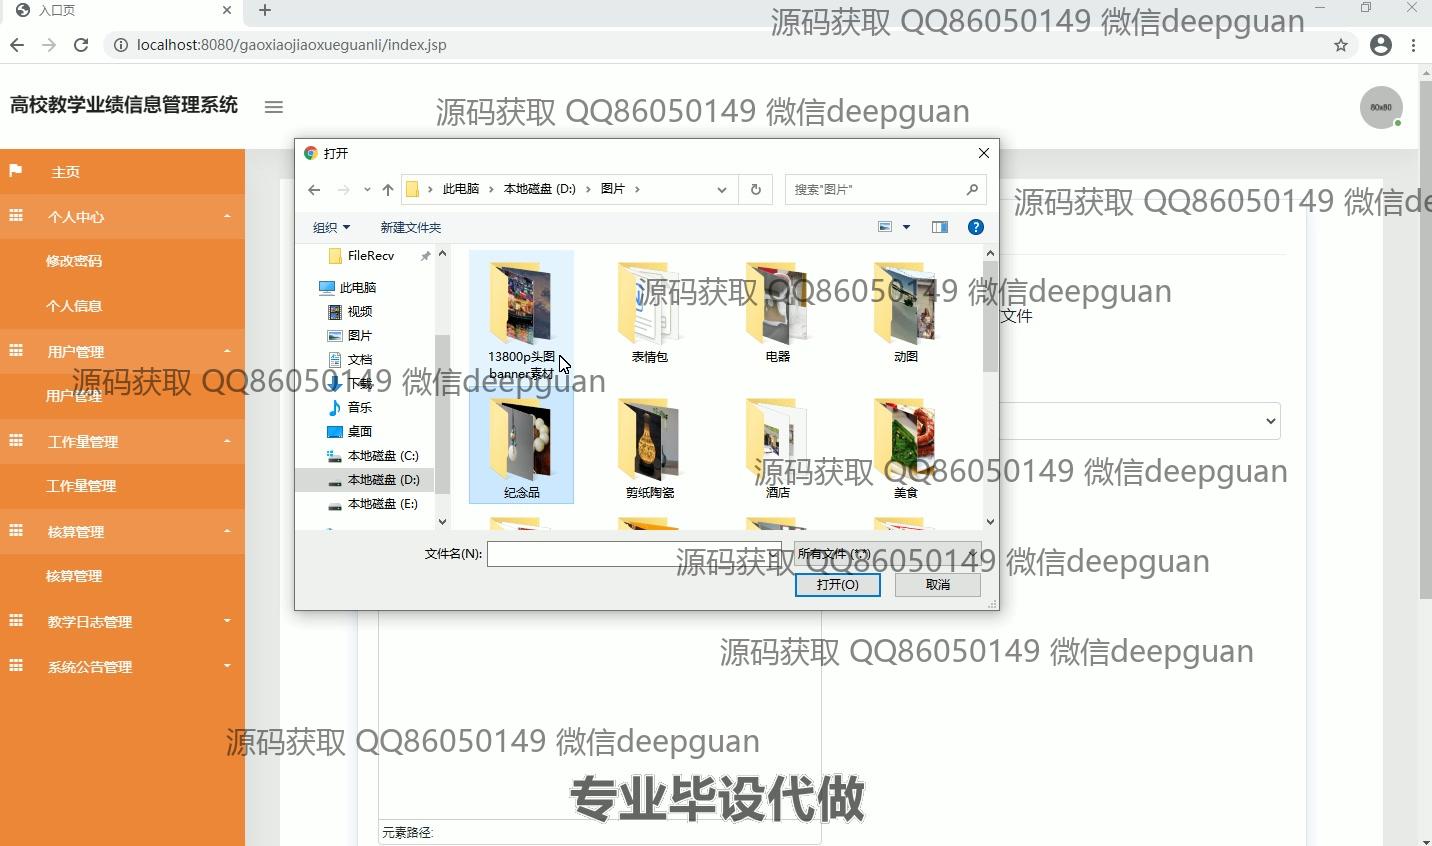 入口页
源码获取 QQ86050149 微信deepguan
localhost:8080/gaoxiaojiaoxueguanli/index.jsp
高校教学业绩信息管理系统
源码获取 QQ86050149 微信deepguan
80x80
打开
主页
此电脑
本地磁盘 (D:)
图片
搜索"图片"
源码获取 QQ86050149 微信de
个人中心
组织
新建文件夹
FileRecv
修改密码
此电脑
源码获取 QQ86050149 微信deepguan
个人信息
视频
文件
图片
用户管理
13800p头图
banner素材
表情包
电器
动图
文档
源码获取 QQ86050149 微信deepguan
下载
用户管理
音乐
桌面
工作量管理
本地磁盘 (C:)
源码获取 QQ86050149 微信deepguan
本地磁盘 (D:)
工作量管理
纪念品
剪纸陶瓷
酒店
美食
本地磁盘 (E:)
核算管理
文件名(N):
所有文件 (*.*)
源码获取 QQ86050149 微信deepguan
核算管理
打开(O)
取消
教学日志管理
源码获取 QQ86050149 微信deepguan
系统公告管理
源码获取 QQ86050149 微信deepguan
专业毕设代做
元素路径: